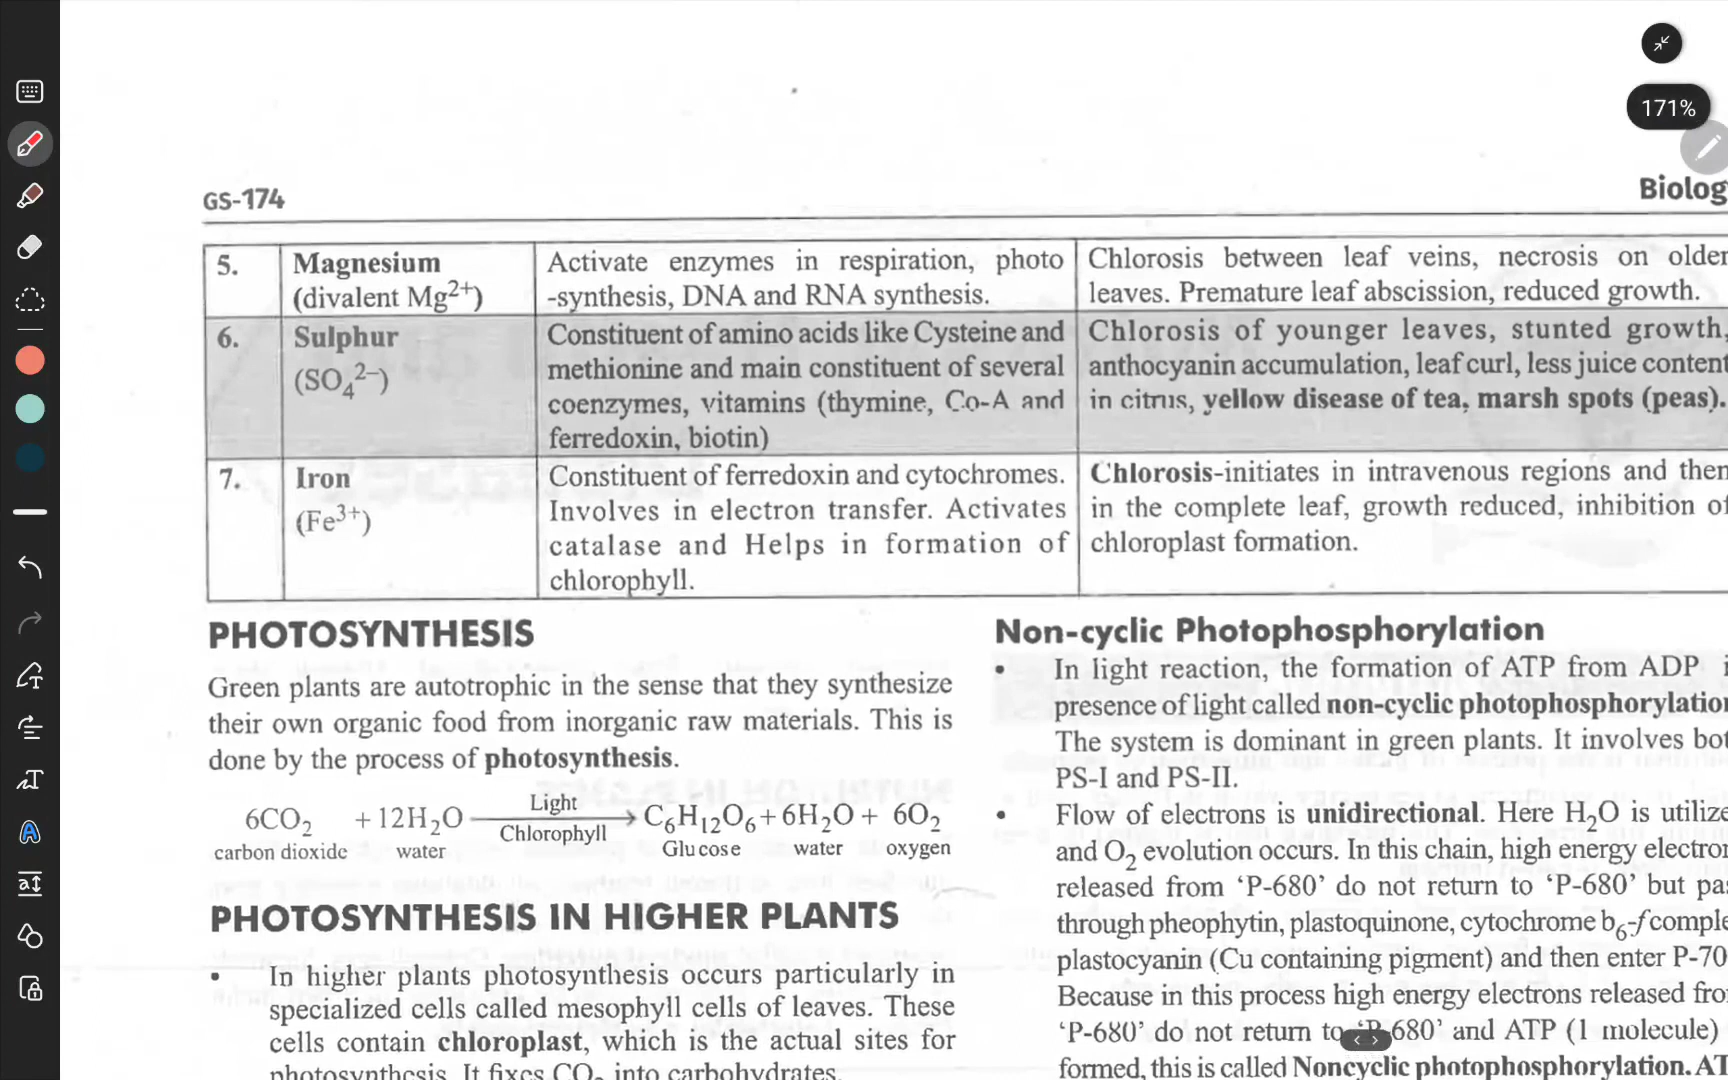 171%
GS-174
Biolog
5. Magnesium (divalent Mg²⁺)
Activate enzymes in respiration, photo
-synthesis, DNA and RNA synthesis.
Chlorosis between leaf veins, necrosis on older
leaves. Premature leaf abscission, reduced growth.
6. Sulphur (SO₄²⁻)
Constituent of amino acids like Cysteine and
methionine and main constituent of several
coenzymes, vitamins (thymine, Co-A and
ferredoxin, biotin)
Chlorosis of younger leaves, stunted growth,
anthocyanin accumulation, leaf curl, less juice content
in citrus, yellow disease of tea, marsh spots (peas).
7. Iron (Fe³⁺)
Constituent of ferredoxin and cytochromes.
Involves in electron transfer. Activates
catalase and Helps in formation of
chlorophyll.
Chlorosis-initiates in intravenous regions and then
in the complete leaf, growth reduced, inhibition of
chloroplast formation.
PHOTOSYNTHESIS
Green plants are autotrophic in the sense that they synthesize
their own organic food from inorganic raw materials. This is
done by the process of photosynthesis.
Light
6CO₂ + 12H₂O → C₆H₁₂O₆ + 6H₂O + 6O₂
Chlorophyll
carbon dioxide water Glucose water oxygen
PHOTOSYNTHESIS IN HIGHER PLANTS
• In higher plants photosynthesis occurs particularly in
specialized cells called mesophyll cells of leaves. These
cells contain chloroplast, which is the actual sites for
photosynthesis. It fixes CO₂ into carbohydrates.
Non-cyclic Photophosphorylation
• In light reaction, the formation of ATP from ADP i
presence of light called non-cyclic photophosphorylation
The system is dominant in green plants. It involves bot
PS-I and PS-II.
• Flow of electrons is unidirectional. Here H₂O is utilize
and O₂ evolution occurs. In this chain, high energy electron
released from ‘P-680’ do not return to ‘P-680’ but pas
through pheophytin, plastoquinone, cytochrome b₆-f comple
plastocyanin (Cu containing pigment) and then enter P-70
Because in this process high energy electrons released fro
‘P-680’ do not return to ‘P-680’ and ATP (1 molecule)
formed, this is called Noncyclic photophosphorylation. AT